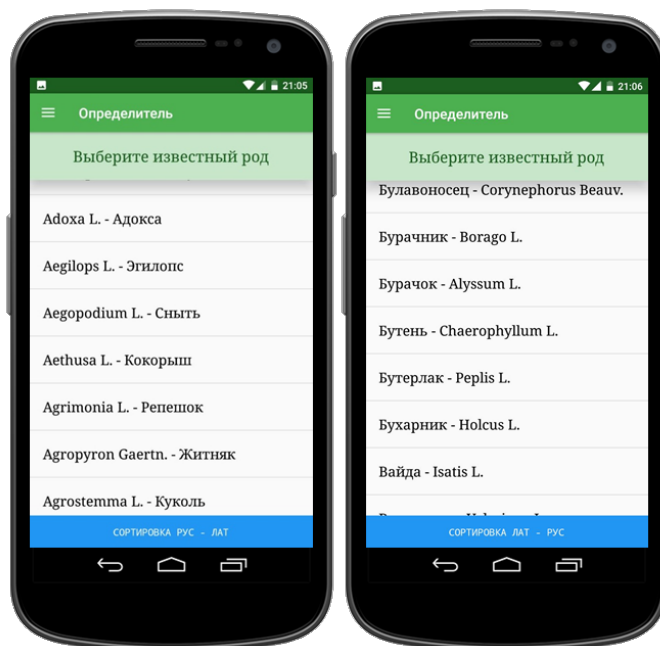 21:05
Определитель
Выберите известный род
Adoxa L. - Адокса
Aegilops L. - Эгилопс
Aegopodium L. - Сныть
Aethusa L. - Кокорыш
Agrimonia L. - Репешок
Agropyron Gaertn. - Житняк
Agrostemma L. - Куколь
СОРТИРОВКА РУС - ЛАТ
21:06
Определитель
Выберите известный род
Булавоносец - Corynephorus Beauv.
Бурачник - Borago L.
Бурачок - Alyssum L.
Бутень - Chaerophyllum L.
Бутерлак - Peplis L.
Бухарник - Holcus L.
Вайда - Isatis L.
СОРТИРОВКА ЛАТ - РУС